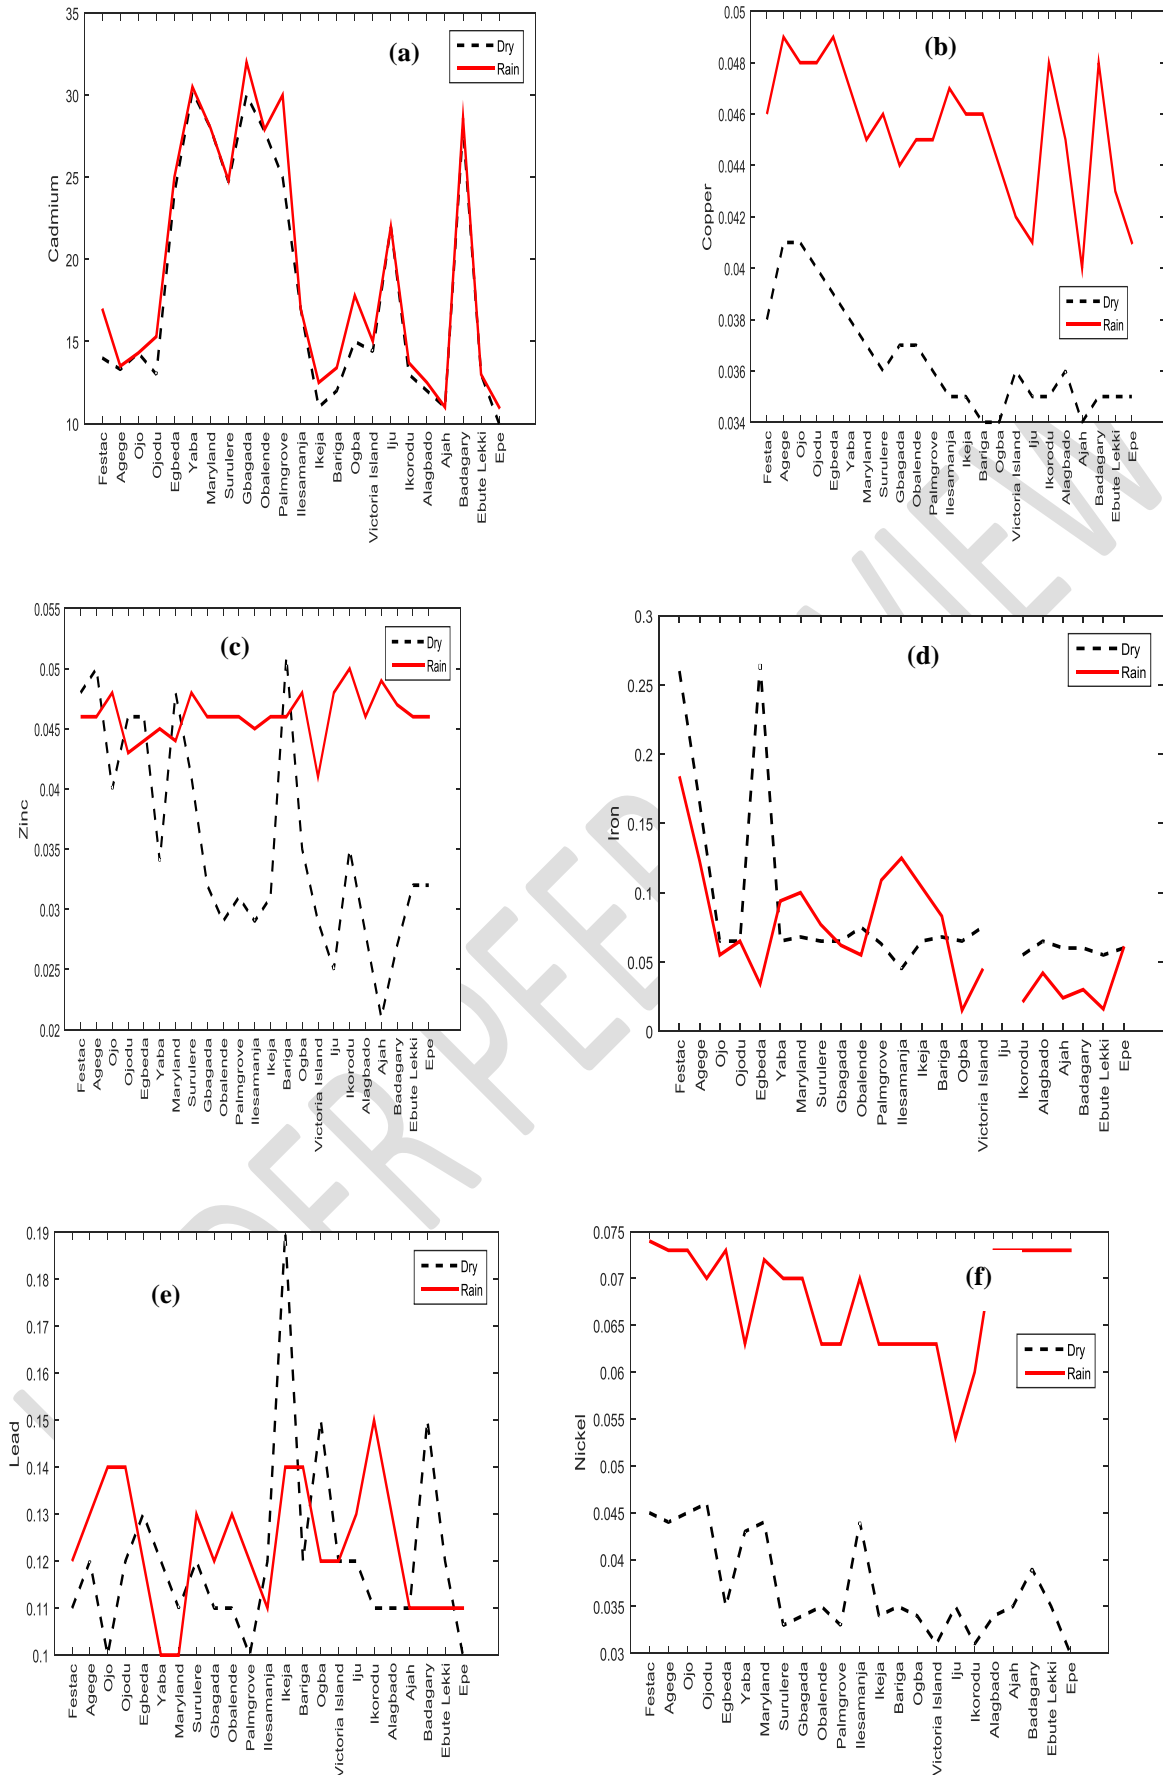 (a)
Dry
Rain
35
30
25
20
15
10
Cadmium
Festac
Agege
Ojo
Ojodu
Egbeda
Yaba
Maryland
Surulere
Gbagada
Obalende
Palmgrove
Ilesamanja
Ikeja
Bariga
Ogba
Victoria Island
Iju
Ikorodu
Alagbado
Ajah
Badagary
Ebute Lekki
Epe
(b)
Dry
Rain
0.05
0.048
0.046
0.044
0.042
0.04
0.038
0.036
0.034
Copper
Festac
Agege
Ojo
Ojodu
Egbeda
Yaba
Maryland
Surulere
Gbagada
Obalende
Palmgrove
Ilesamanja
Ikeja
Bariga
Ogba
Victoria Island
Iju
Ikorodu
Alagbado
Ajah
Badagary
Ebute Lekki
Epe
(c)
Dry
Rain
0.055
0.05
0.045
0.04
0.035
0.03
0.025
0.02
Zinc
Festac
Agege
Ojo
Ojodu
Egbeda
Yaba
Maryland
Surulere
Gbagada
Obalende
Palmgrove
Ilesamanja
Ikeja
Bariga
Ogba
Victoria Island
Iju
Ikorodu
Alagbado
Ajah
Badagary
Ebute Lekki
Epe
(d)
Dry
Rain
0.3
0.25
0.2
0.15
0.1
0.05
0
Iron
Festac
Agege
Ojo
Ojodu
Egbeda
Yaba
Maryland
Surulere
Gbagada
Obalende
Palmgrove
Ilesamanja
Ikeja
Bariga
Ogba
Victoria Island
Iju
Ikorodu
Alagbado
Ajah
Badagary
Ebute Lekki
Epe
(e)
Dry
Rain
0.19
0.18
0.17
0.16
0.15
0.14
0.13
0.12
0.11
0.1
Lead
Festac
Agege
Ojo
Ojodu
Egbeda
Yaba
Maryland
Surulere
Gbagada
Obalende
Palmgrove
Ilesamanja
Ikeja
Bariga
Ogba
Victoria Island
Ikorodu
Alagbado
Ajah
Badagary
Ebute Lekki
Epe
(f)
Dry
Rain
0.075
0.07
0.065
0.06
0.055
0.05
0.045
0.04
0.035
0.03
Nickel
Festac
Agege
Ojo
Ojodu
Egbeda
Yaba
Maryland
Surulere
Gbagada
Obalende
Palmgrove
Ilesamanja
Ikeja
Bariga
Ogba
Victoria Island
Iju
Ikorodu
Alagbado
Ajah
Badagary
Ebute Lekki
Epe